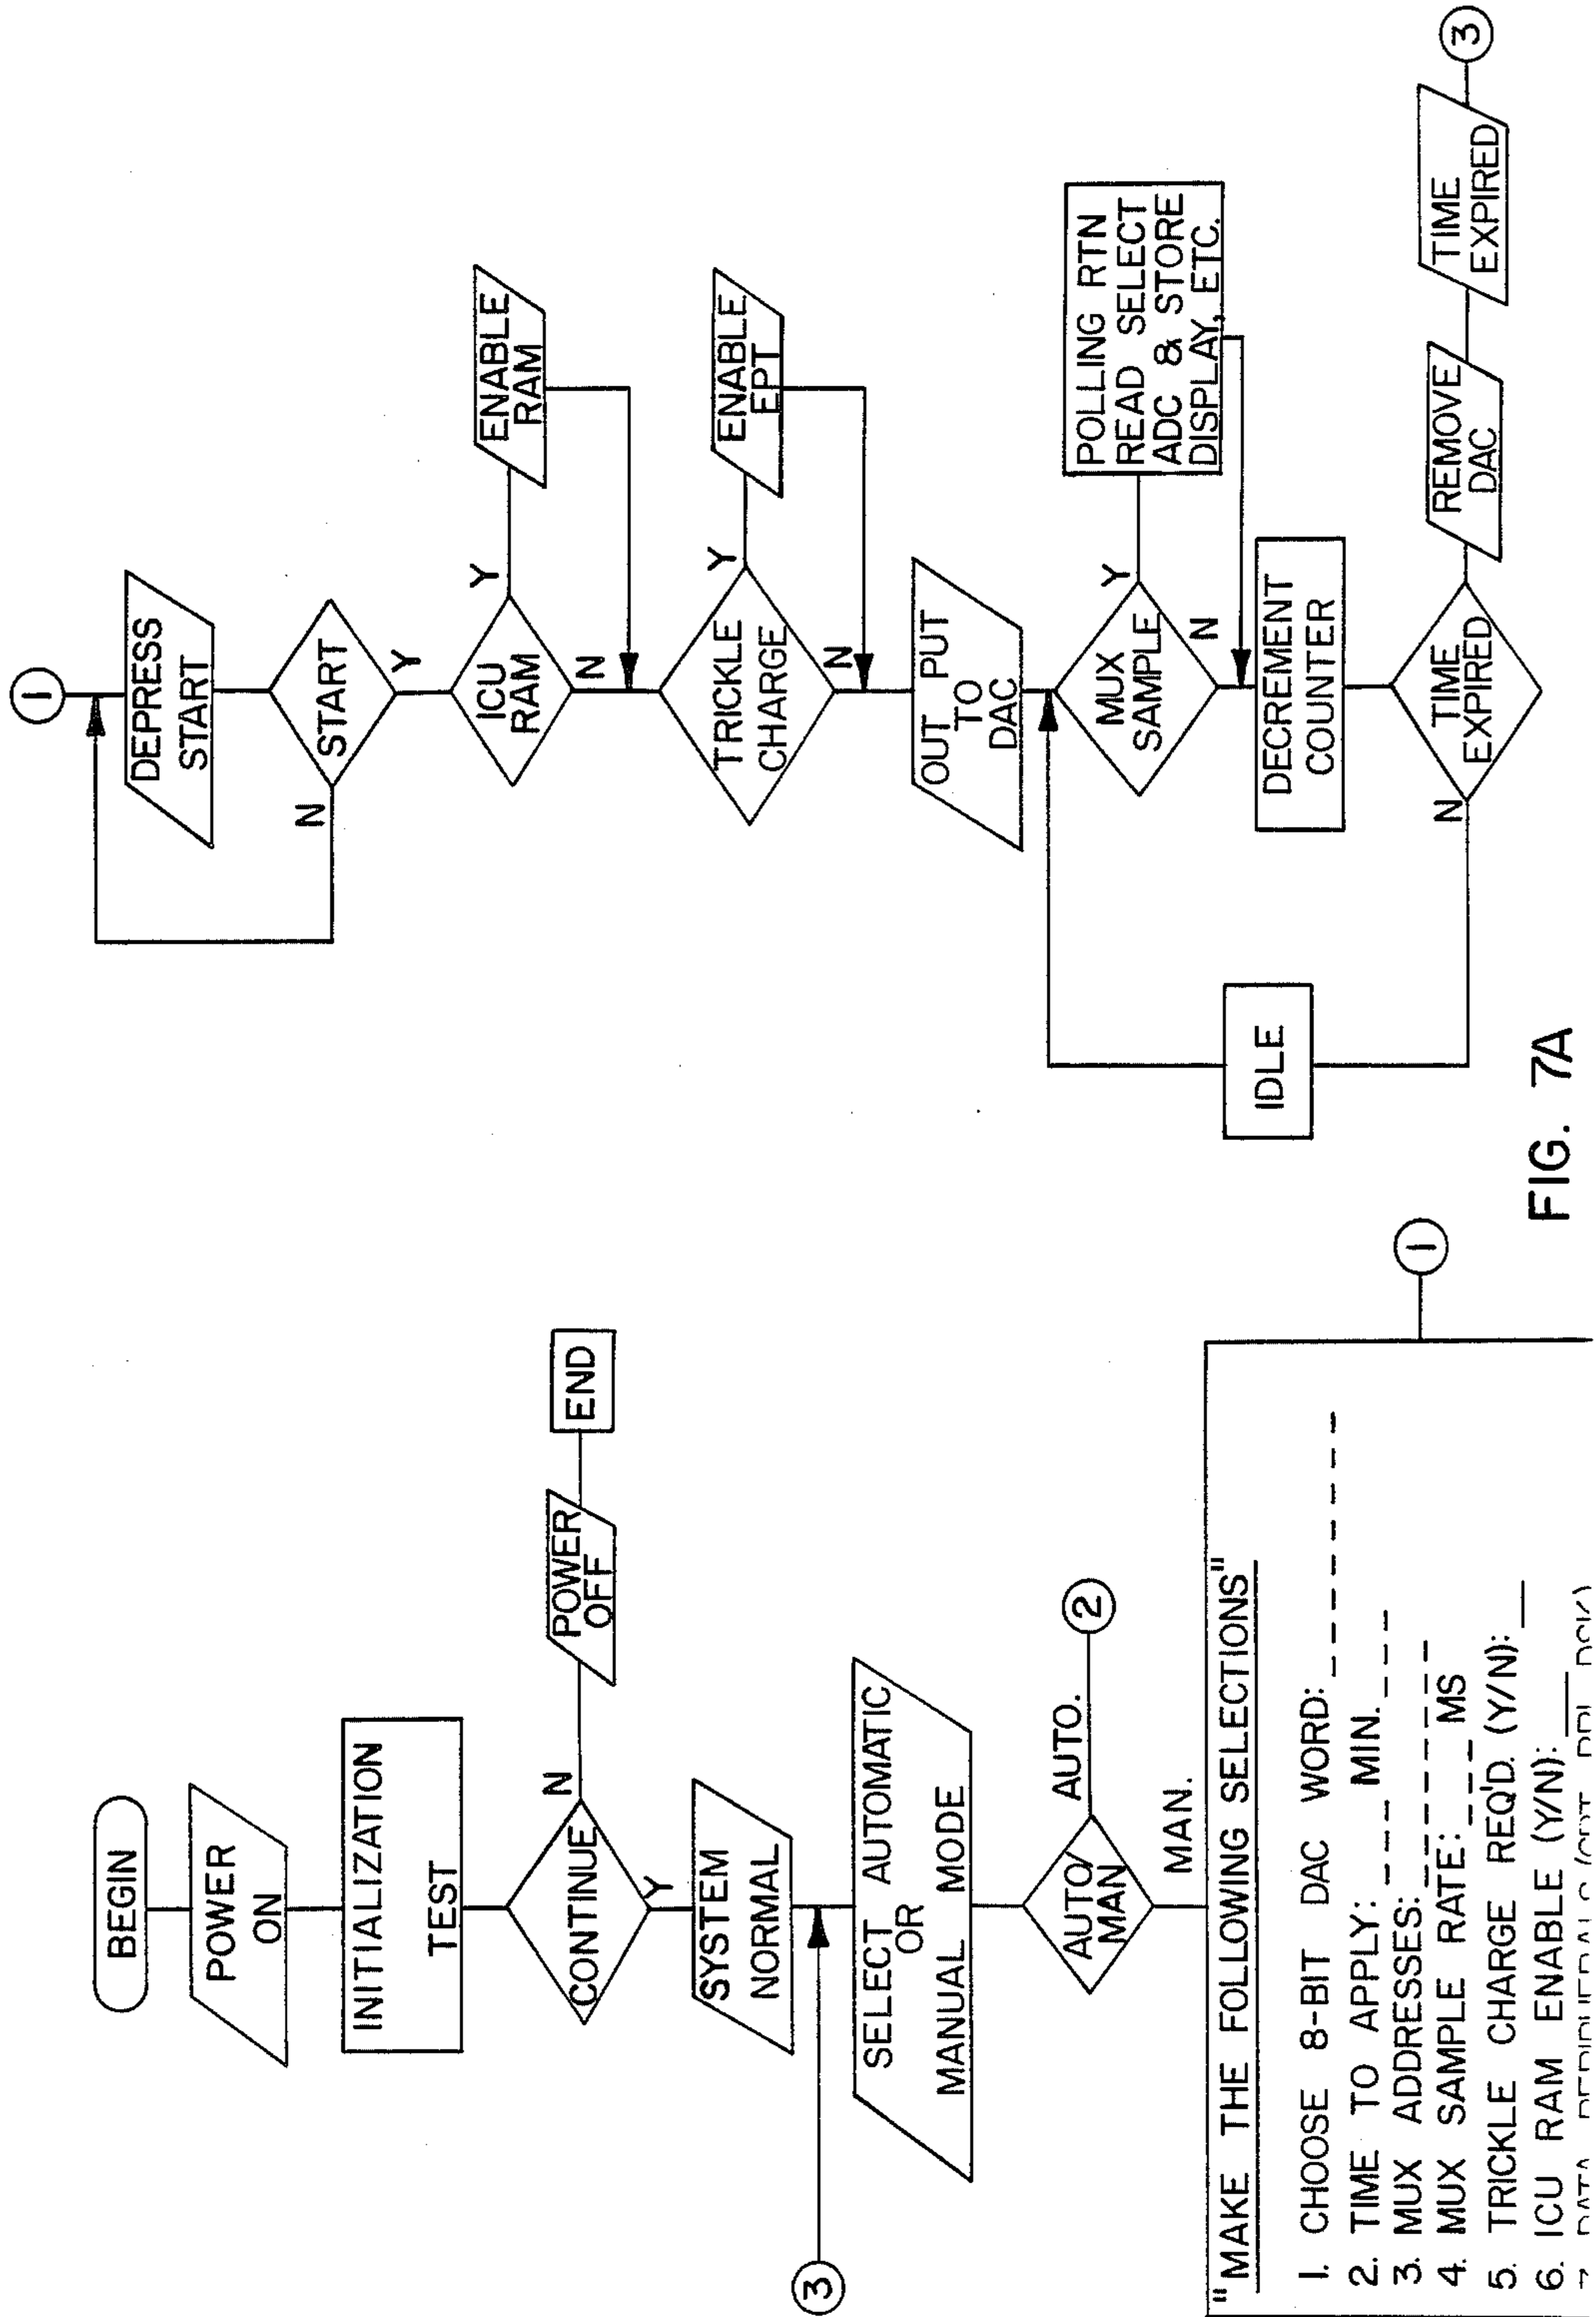 BEGIN
POWER
ON
INITIALIZATION
TEST
CONTINUE
N
POWER
OFF
END
Y
SYSTEM
NORMAL
3
SELECT AUTOMATIC
OR
MANUAL MODE
AUTO/
MAN
AUTO.
2
MAN.
"MAKE THE FOLLOWING SELECTIONS"
1. CHOOSE 8-BIT DAC WORD: _ _ _ _ _ _ _ _
2. TIME TO APPLY: _ _ _ MIN. _ _ _
3. MUX ADDRESSES: _ _ _ _ _ _ _ _
4. MUX SAMPLE RATE: _ _ _ MS
5. TRICKLE CHARGE REQ'D. (Y/N): __
6. ICU RAM ENABLE (Y/N): __
1
1
DEPRESS
START
START
N
Y
ICU
RAM
Y
ENABLE
RAM
N
TRICKLE
CHARGE
Y
ENABLE
EPT
N
OUT PUT
TO
DAC
MUX
SAMPLE
Y
POLLING RTN
READ SELECT
ADC & STORE
DISPLAY, ETC.
N
DECREMENT
COUNTER
IDLE
TIME
EXPIRED
N
REMOVE
DAC
TIME
EXPIRED
3
FIG. 7A